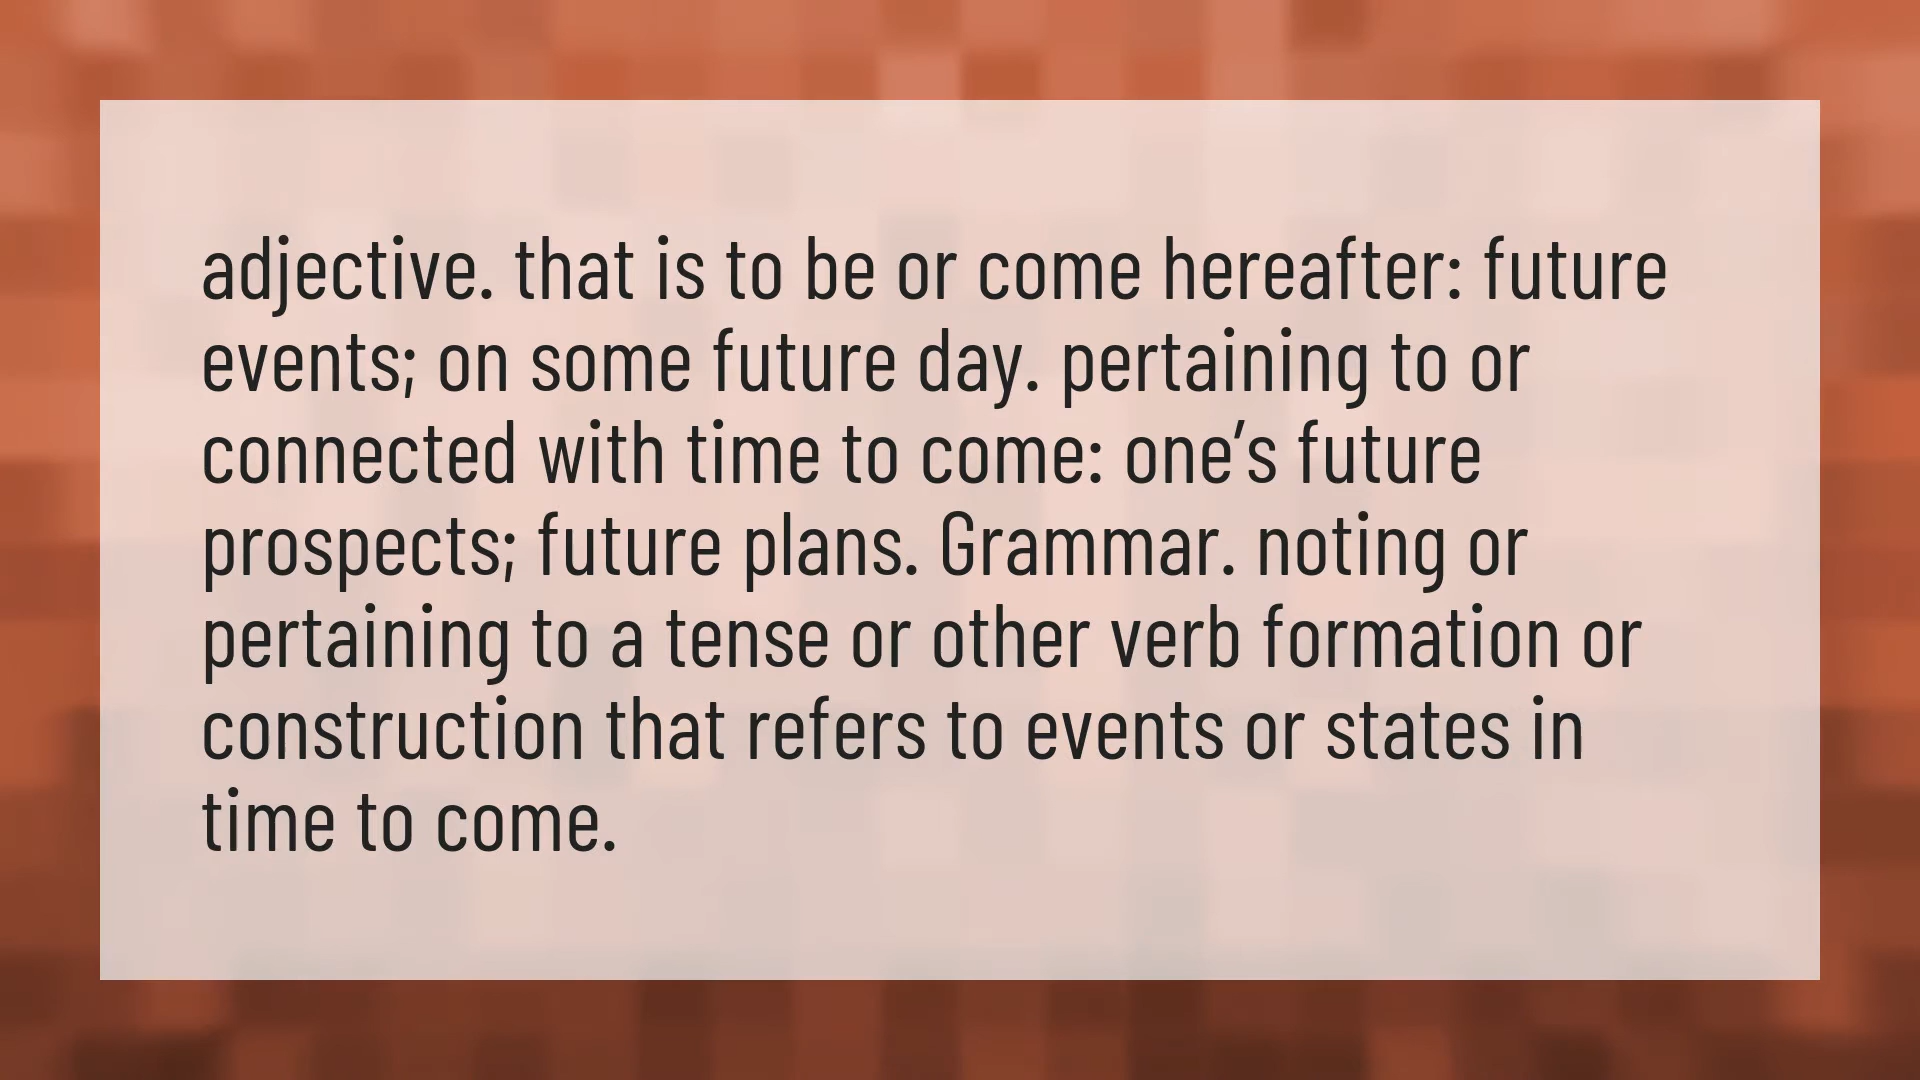 adjective. that is to be or come hereafter: future
events; on some future day. pertaining to or
connected with time to come: one’s future
prospects; future plans. Grammar. noting or
pertaining to a tense or other verb formation or
construction that refers to events or states in
time to come.